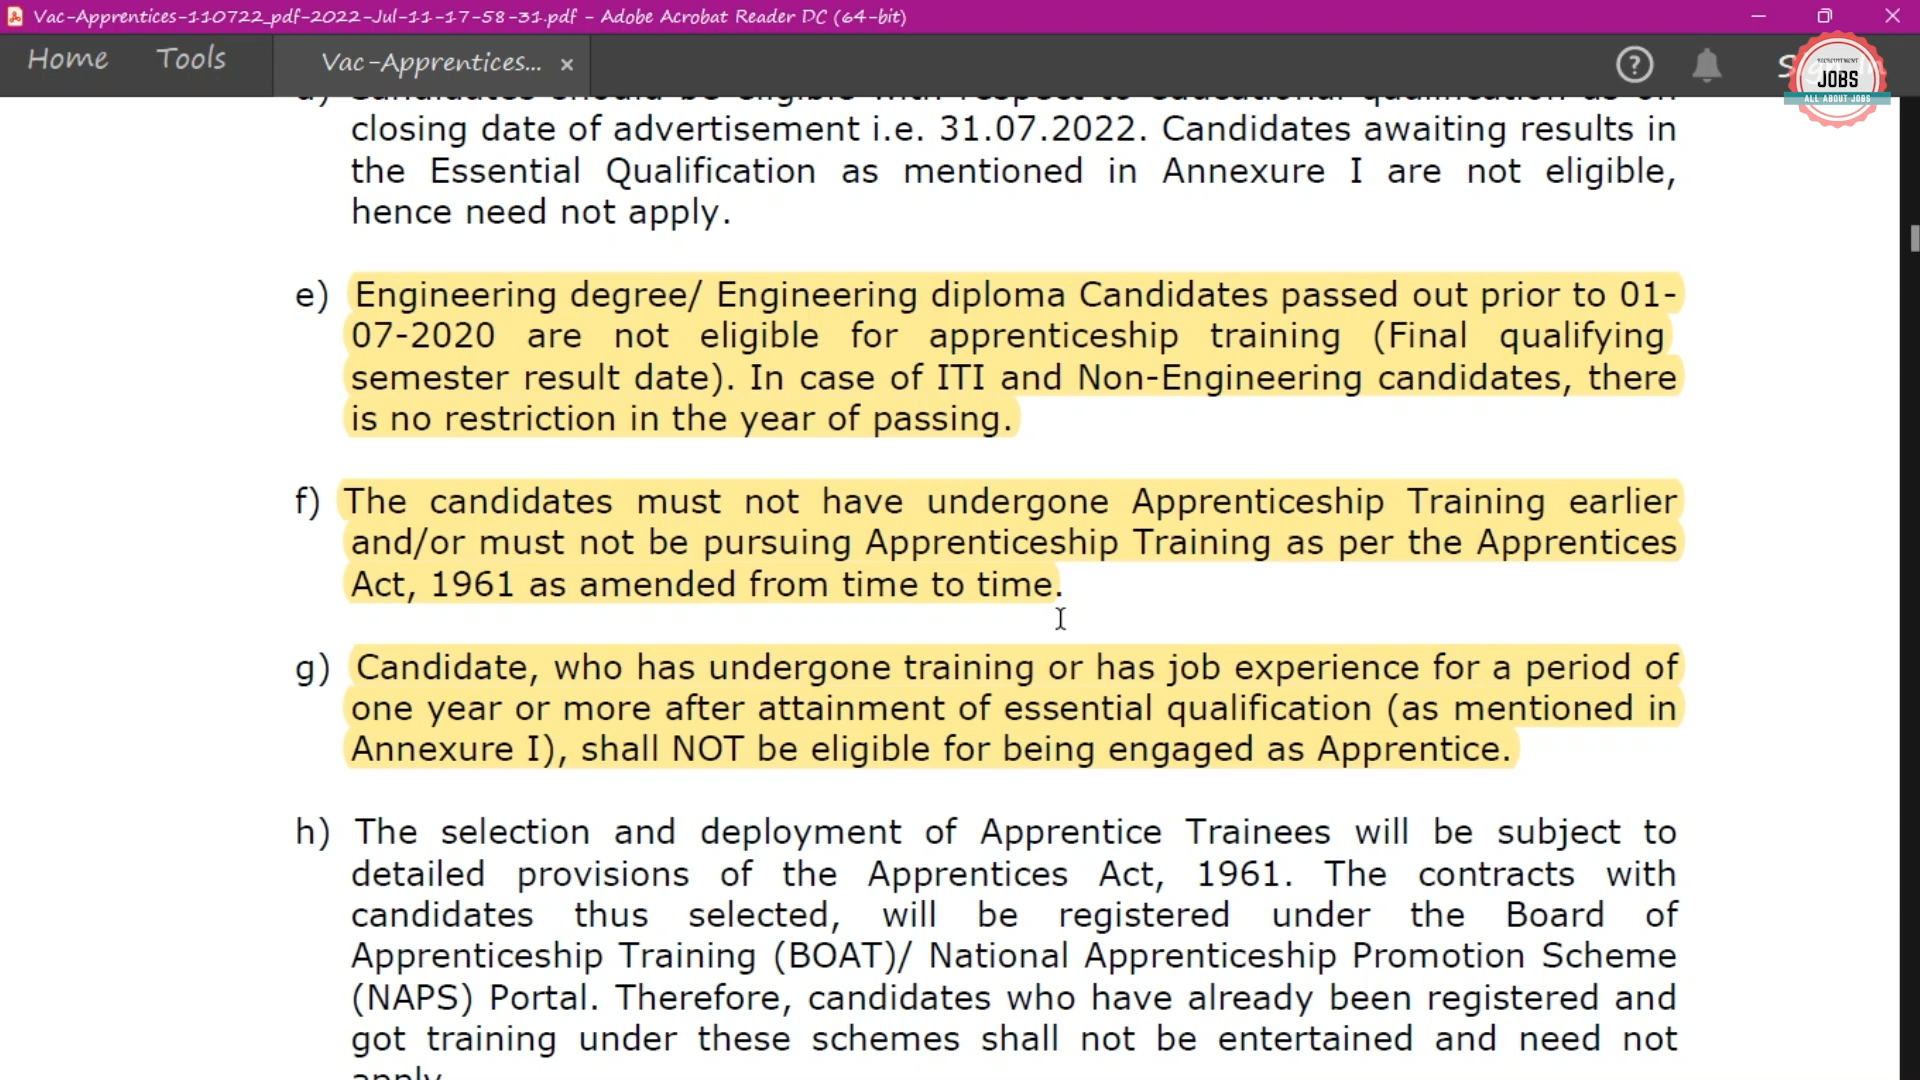 Vac-Apprentices-110722_pdf-2022-Jul-11-17-58-31.pdf - Adobe Acrobat Reader DC (64-bit)
Home Tools Vac-Apprentices... ×
RECRUITMENT
JOBS
ALL ABOUT JOBS
closing date of advertisement i.e. 31.07.2022. Candidates awaiting results in
the Essential Qualification as mentioned in Annexure I are not eligible,
hence need not apply.
e) Engineering degree/ Engineering diploma Candidates passed out prior to 01-
07-2020 are not eligible for apprenticeship training (Final qualifying
semester result date). In case of ITI and Non-Engineering candidates, there
is no restriction in the year of passing.
f) The candidates must not have undergone Apprenticeship Training earlier
and/or must not be pursuing Apprenticeship Training as per the Apprentices
Act, 1961 as amended from time to time.
g) Candidate, who has undergone training or has job experience for a period of
one year or more after attainment of essential qualification (as mentioned in
Annexure I), shall NOT be eligible for being engaged as Apprentice.
h) The selection and deployment of Apprentice Trainees will be subject to
detailed provisions of the Apprentices Act, 1961. The contracts with
candidates thus selected, will be registered under the Board of
Apprenticeship Training (BOAT)/ National Apprenticeship Promotion Scheme
(NAPS) Portal. Therefore, candidates who have already been registered and
got training under these schemes shall not be entertained and need not